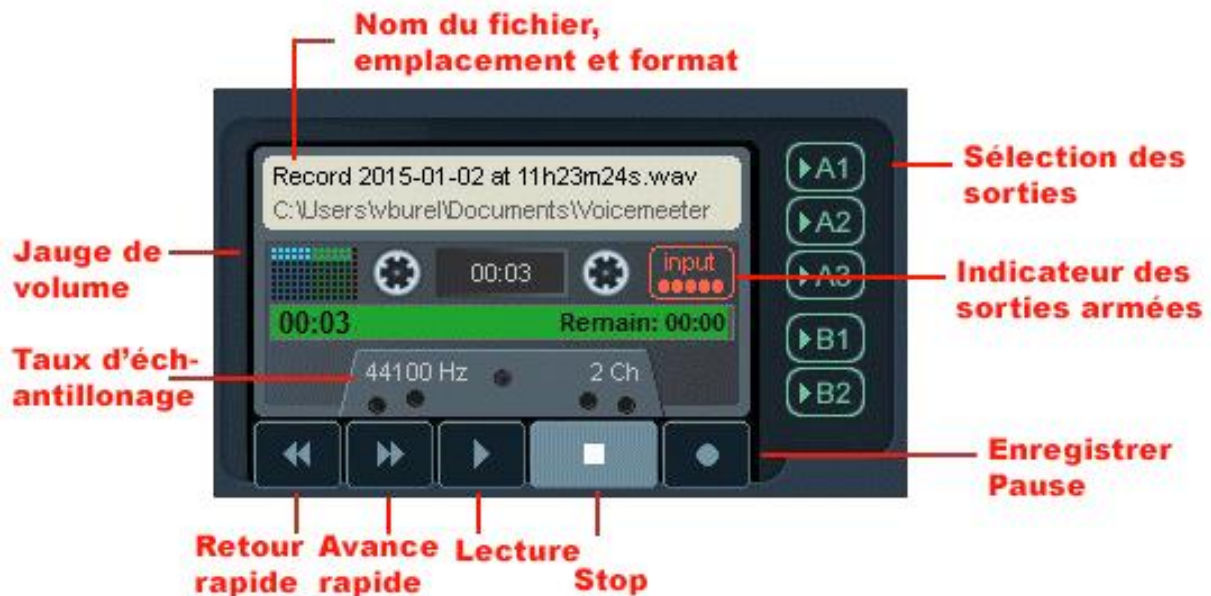 Nom du fichier,
emplacement et format
Record 2015-01-02 at 11h23m24s.wav
C:\Users\vburel\Documents\Voicemeeter
A1
Sélection des
sorties
A2
Jauge de
volume
00:03
input
A3
Indicateur des
sorties armées
00:03 Remain: 00:00
B1
Taux d'éch-
antillonage
44100 Hz 2 Ch
B2
Enregistrer
Pause
Retour
rapide
Avance
rapide
Lecture
Stop